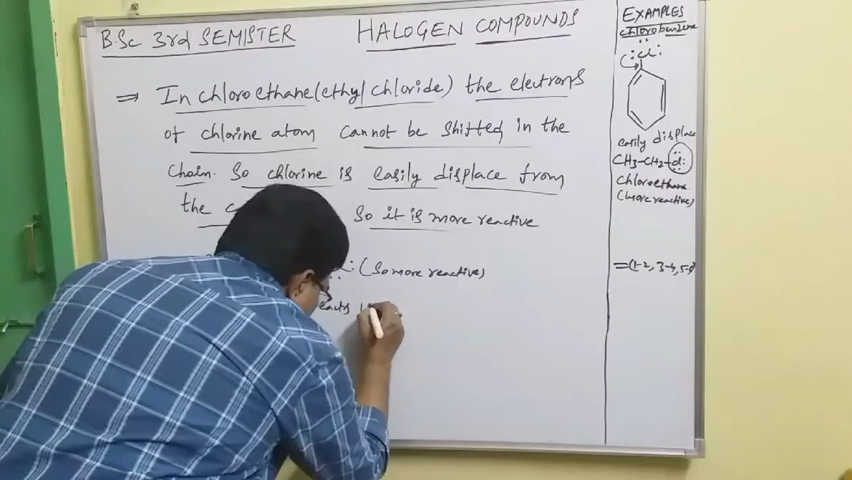 B.Sc 3rd SEMISTER
HALOGEN COMPOUNDS
⇒ In chloroethane(ethyl chloride) the electrons
of chlorine atom cannot be shifted in the
chain. So chlorine is easily displace from
the So it is more reactive
(So more reactive)
EXAMPLES
chlorobenzene
Cl
easily displace
CH3-CH2-Cl
chloroethane
(more reactive)
=(1-2, 3-4, 5-6)